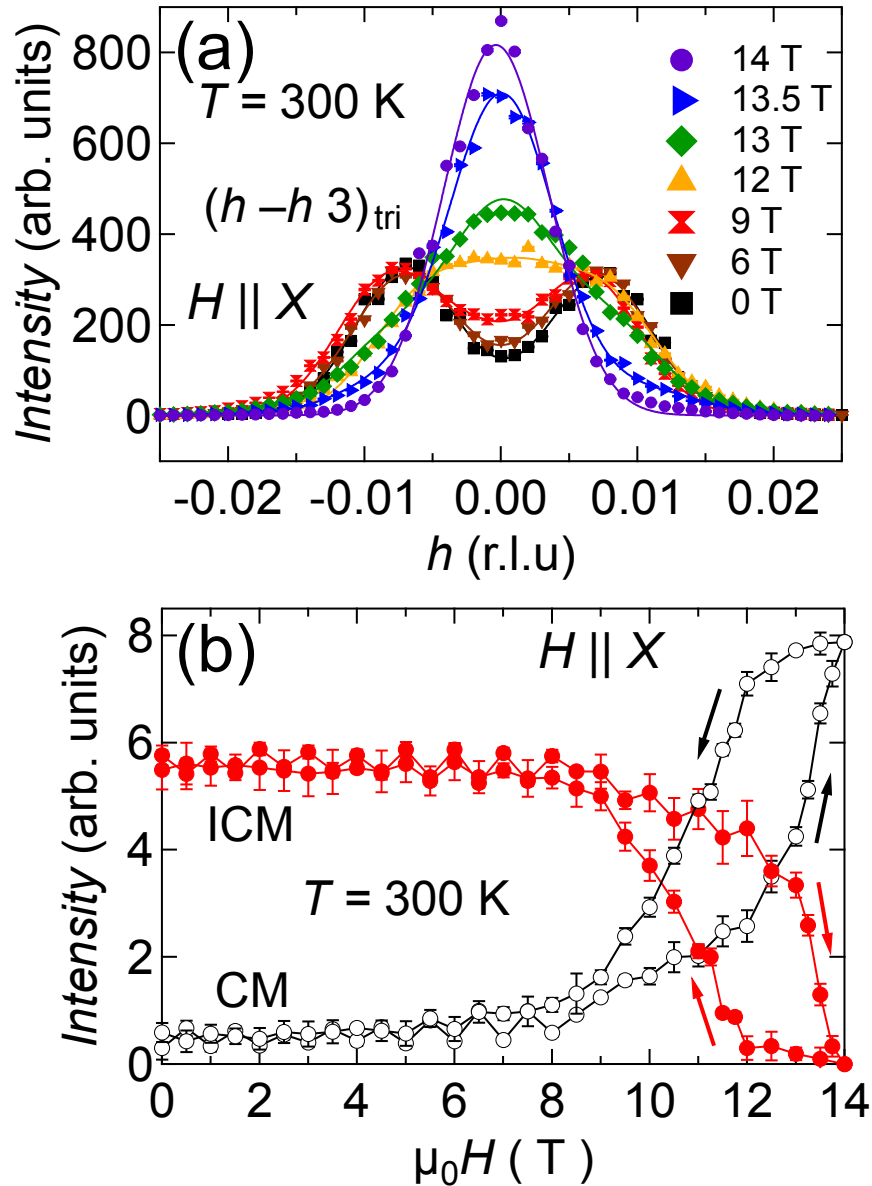 (a)
T = 300 K
(h –h 3)tri
H || X
14 T
13.5 T
13 T
12 T
9 T
6 T
0 T
Intensity (arb. units)
800
600
400
200
0
-0.02 -0.01 0.00 0.01 0.02
h (r.l.u)
(b)
H || X
ICM
T = 300 K
CM
Intensity (arb. units)
8
6
4
2
0
0 2 4 6 8 10 12 14
μ0H ( T )